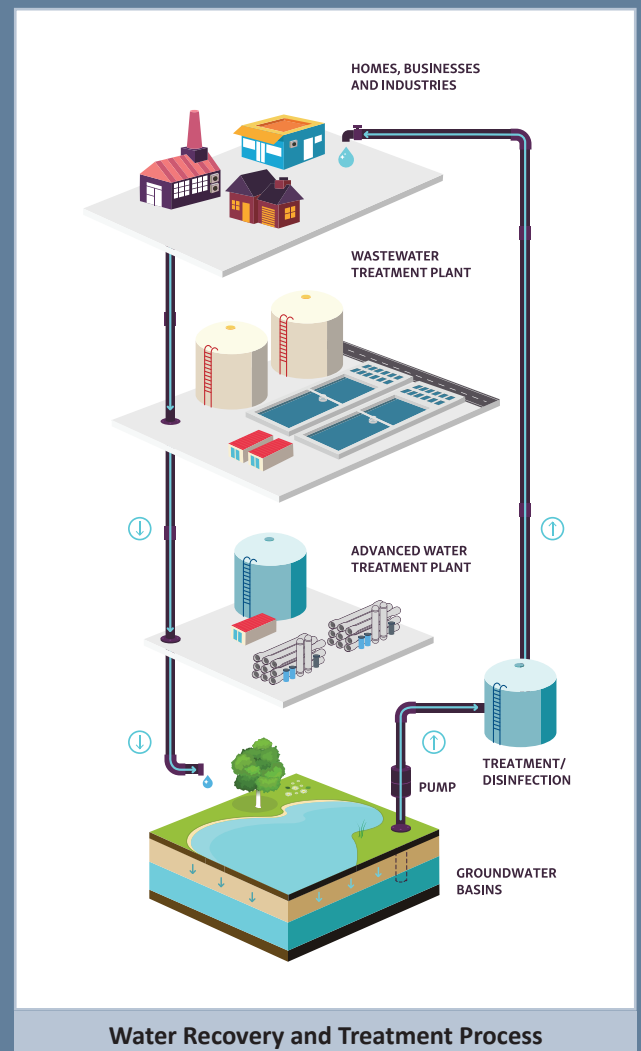 HOMES, BUSINESSES
AND INDUSTRIES
WASTEWATER
TREATMENT PLANT
ADVANCED WATER
TREATMENT PLANT
TREATMENT/
DISINFECTION
PUMP
GROUNDWATER
BASINS
Water Recovery and Treatment Process